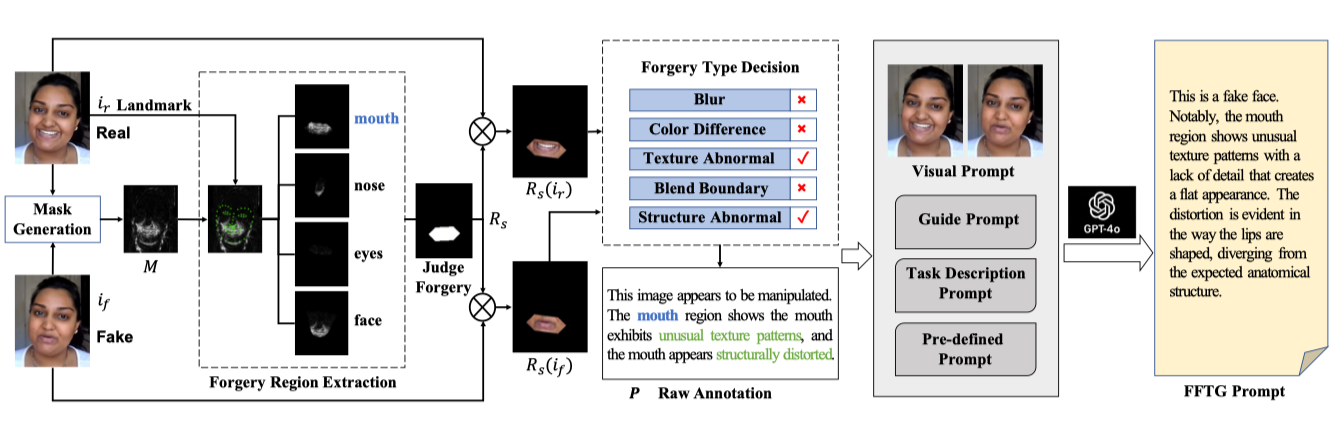 i_r Landmark
Real
Mask
Generation
M
i_f
Fake
mouth
nose
eyes
face
Forgery Region Extraction
Judge
Forgery
R_s
R_s(i_r)
R_s(i_f)
Forgery Type Decision
Blur ×
Color Difference ×
Texture Abnormal ✓
Blend Boundary ×
Structure Abnormal ✓
This image appears to be manipulated.
The mouth region shows the mouth
exhibits unusual texture patterns, and
the mouth appears structurally distorted.
P Raw Annotation
Visual Prompt
Guide Prompt
Task Description
Prompt
Pre-defined
Prompt
GPT-4o
This is a fake face.
Notably, the mouth
region shows unusual
texture patterns with a
lack of detail that creates
a flat appearance. The
distortion is evident in
the way the lips are
shaped, diverging from
the expected anatomical
structure.
FFTG Prompt